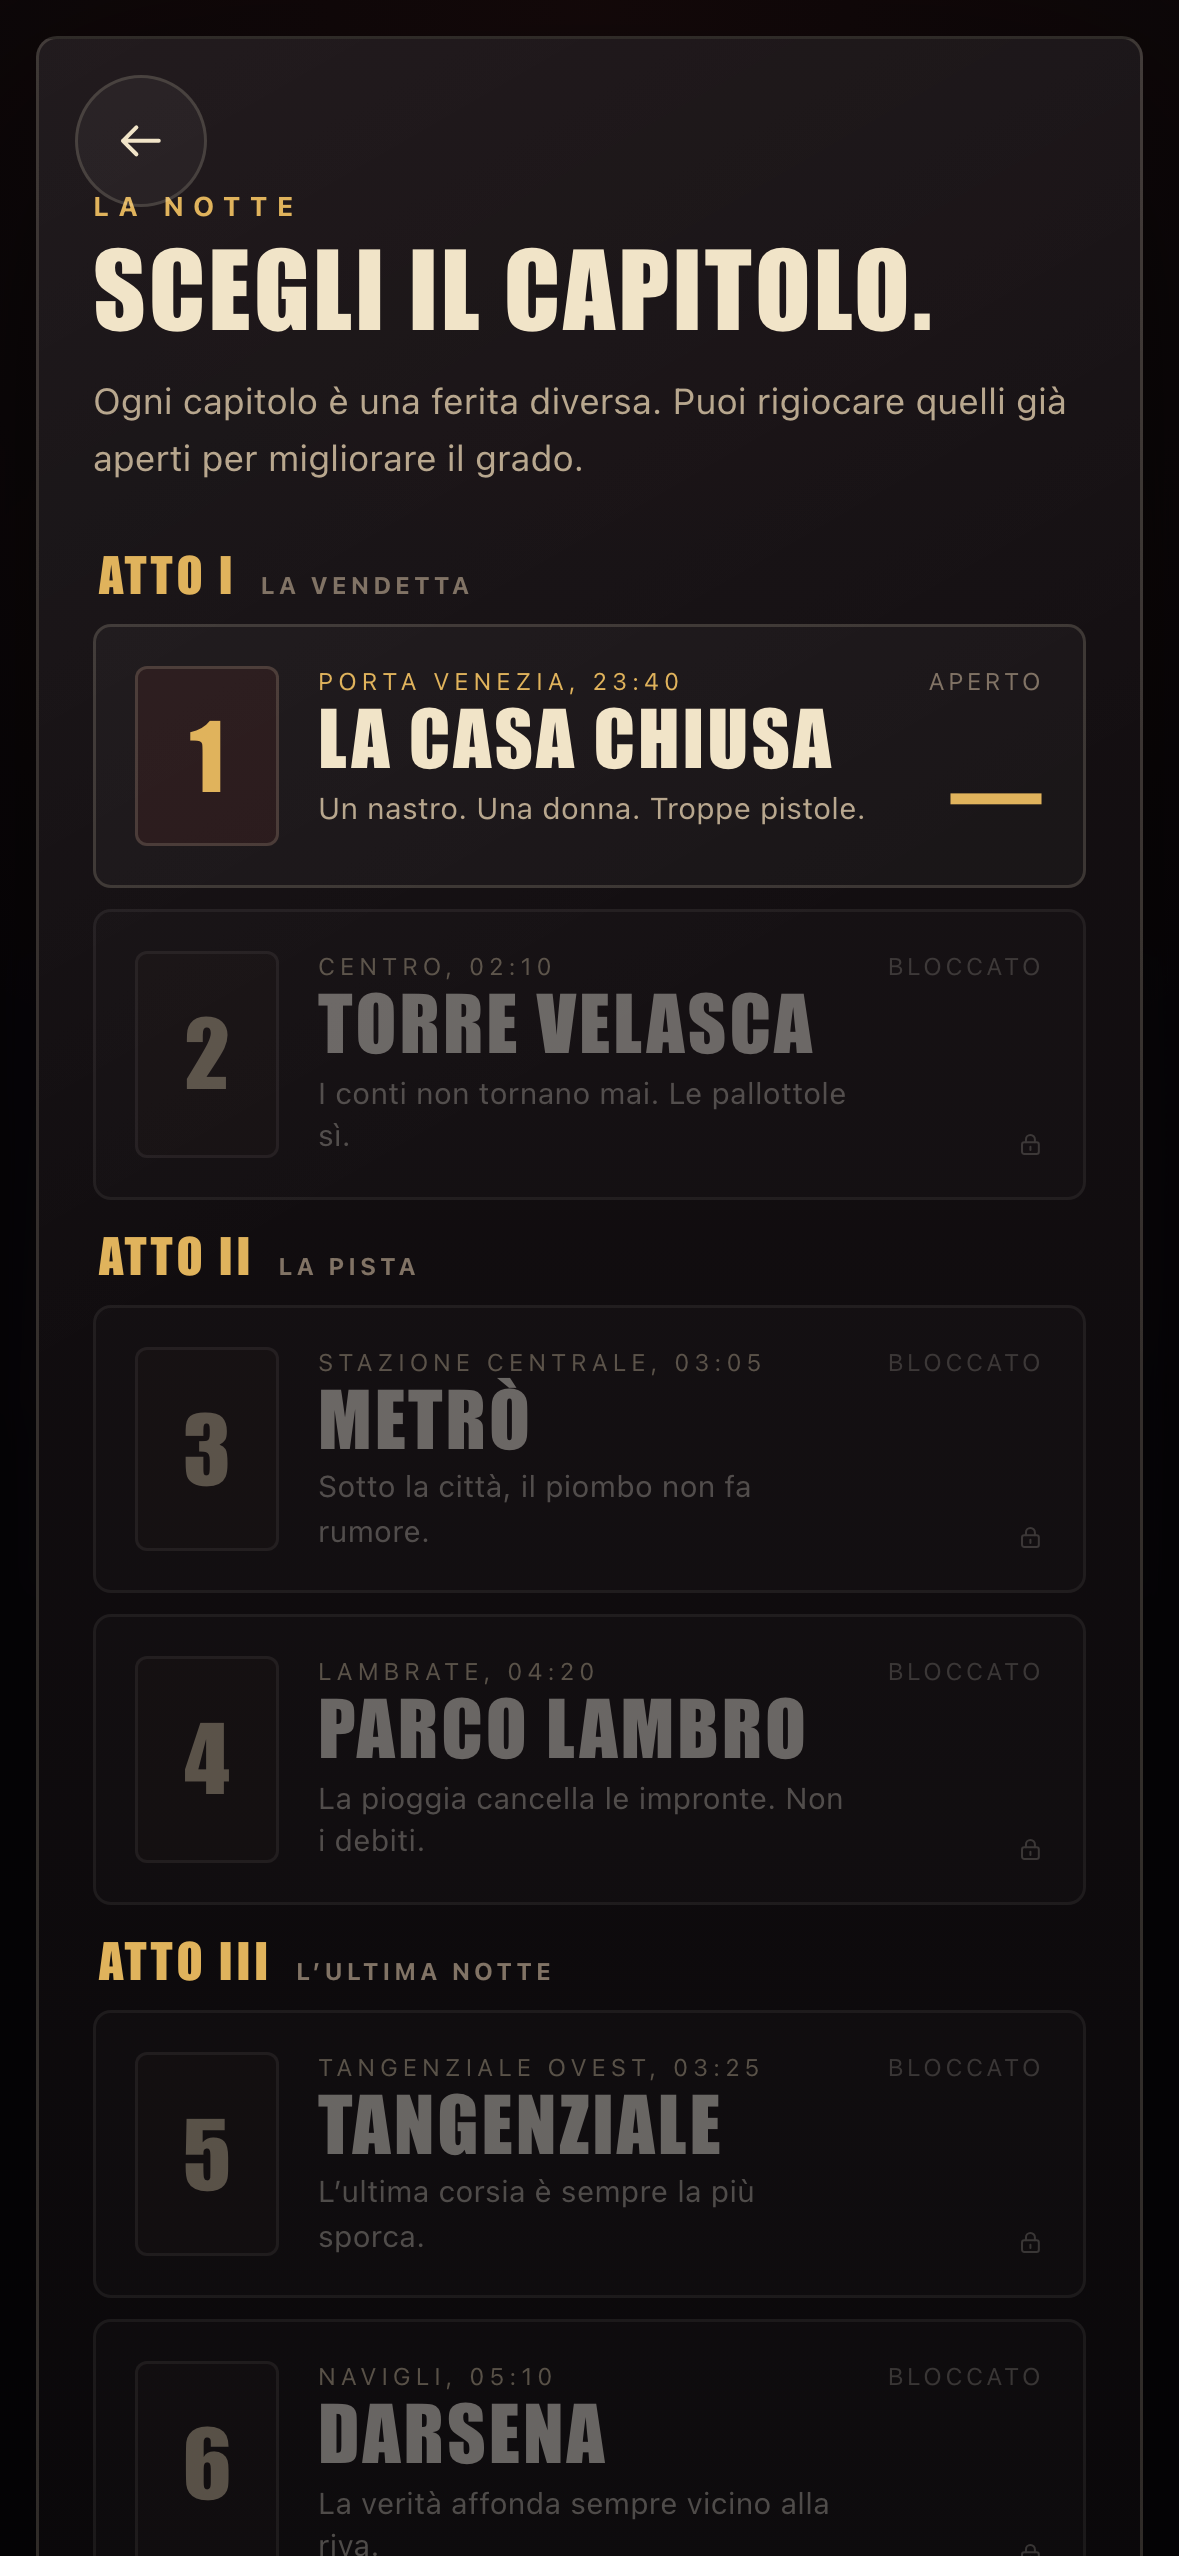 LA NOTTE
SCEGLI IL CAPITOLO.
Ogni capitolo è una ferita diversa. Puoi rigiocare quelli già
aperti per migliorare il grado.
ATTO I LA VENDETTA
1
PORTA VENEZIA, 23:40
APERTO
LA CASA CHIUSA
Un nastro. Una donna. Troppe pistole.
—
2
CENTRO, 02:10
BLOCCATO
TORRE VELASCA
I conti non tornano mai. Le pallottole
sì.
ATTO II LA PISTA
3
STAZIONE CENTRALE, 03:05
BLOCCATO
METRÒ
Sotto la città, il piombo non fa
rumore.
4
LAMBRATE, 04:20
BLOCCATO
PARCO LAMBRO
La pioggia cancella le impronte. Non
i debiti.
ATTO III L’ULTIMA NOTTE
5
TANGENZIALE OVEST, 03:25
BLOCCATO
TANGENZIALE
L’ultima corsia è sempre la più
sporca.
6
NAVIGLI, 05:10
BLOCCATO
DARSENA
La verità affonda sempre vicino alla
riva.